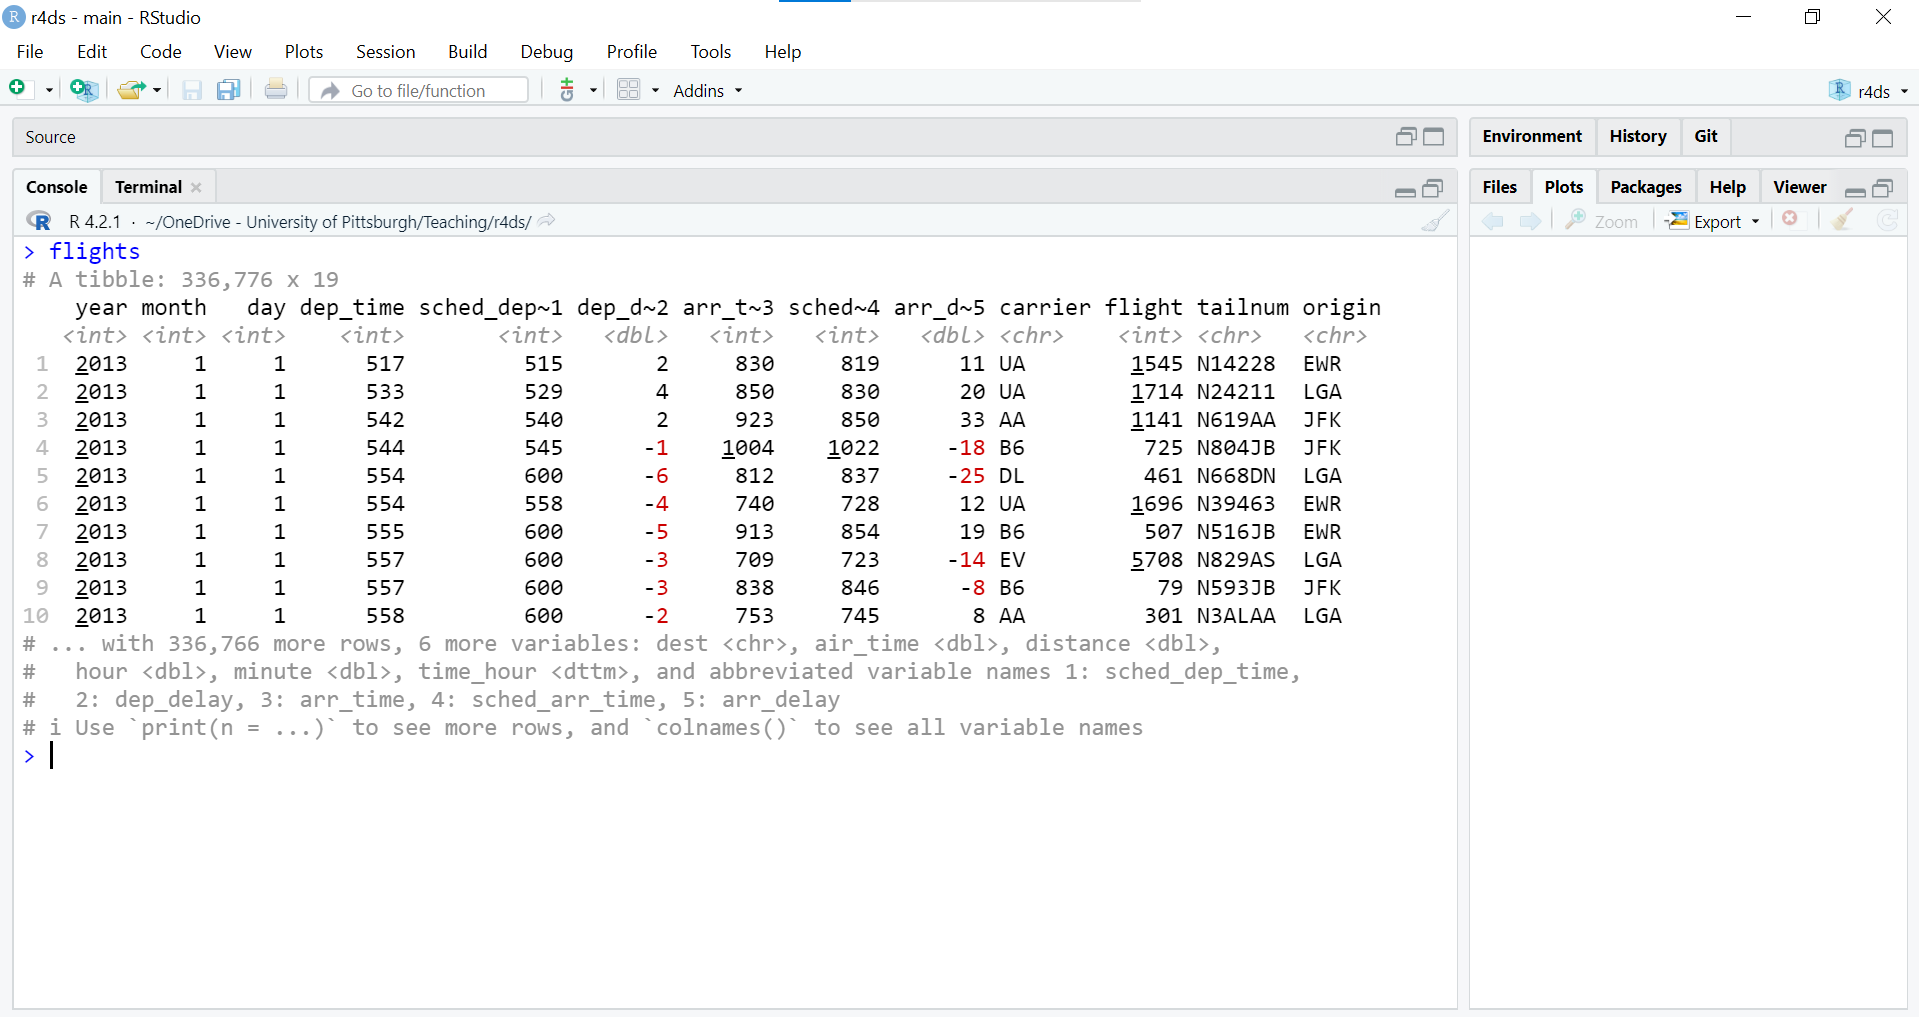 r4ds - main - RStudio
File Edit Code View Plots Session Build Debug Profile Tools Help
Go to file/function Addins r4ds
Source
Environment History Git
Console Terminal
Files Plots Packages Help Viewer
R 4.2.1 · ~/OneDrive - University of Pittsburgh/Teaching/r4ds/
Zoom Export
> flights
# A tibble: 336,776 x 19
year month day dep_time sched_dep~1 dep_d~2 arr_t~3 sched~4 arr_d~5 carrier flight tailnum origin
<int> <int> <int> <int> <int> <dbl> <int> <int> <dbl> <chr> <int> <chr> <chr>
1 2013 1 1 517 515 2 830 819 11 UA 1545 N14228 EWR
2 2013 1 1 533 529 4 850 830 20 UA 1714 N24211 LGA
3 2013 1 1 542 540 2 923 850 33 AA 1141 N619AA JFK
4 2013 1 1 544 545 -1 1004 1022 -18 B6 725 N804JB JFK
5 2013 1 1 554 600 -6 812 837 -25 DL 461 N668DN LGA
6 2013 1 1 554 558 -4 740 728 12 UA 1696 N39463 EWR
7 2013 1 1 555 600 -5 913 854 19 B6 507 N516JB EWR
8 2013 1 1 557 600 -3 709 723 -14 EV 5708 N829AS LGA
9 2013 1 1 557 600 -3 838 846 -8 B6 79 N593JB JFK
10 2013 1 1 558 600 -2 753 745 8 AA 301 N3ALAA LGA
# ... with 336,766 more rows, 6 more variables: dest <chr>, air_time <dbl>, distance <dbl>,
# hour <dbl>, minute <dbl>, time_hour <dttm>, and abbreviated variable names 1: sched_dep_time,
# 2: dep_delay, 3: arr_time, 4: sched_arr_time, 5: arr_delay
# i Use `print(n = ...)` to see more rows, and `colnames()` to see all variable names
>